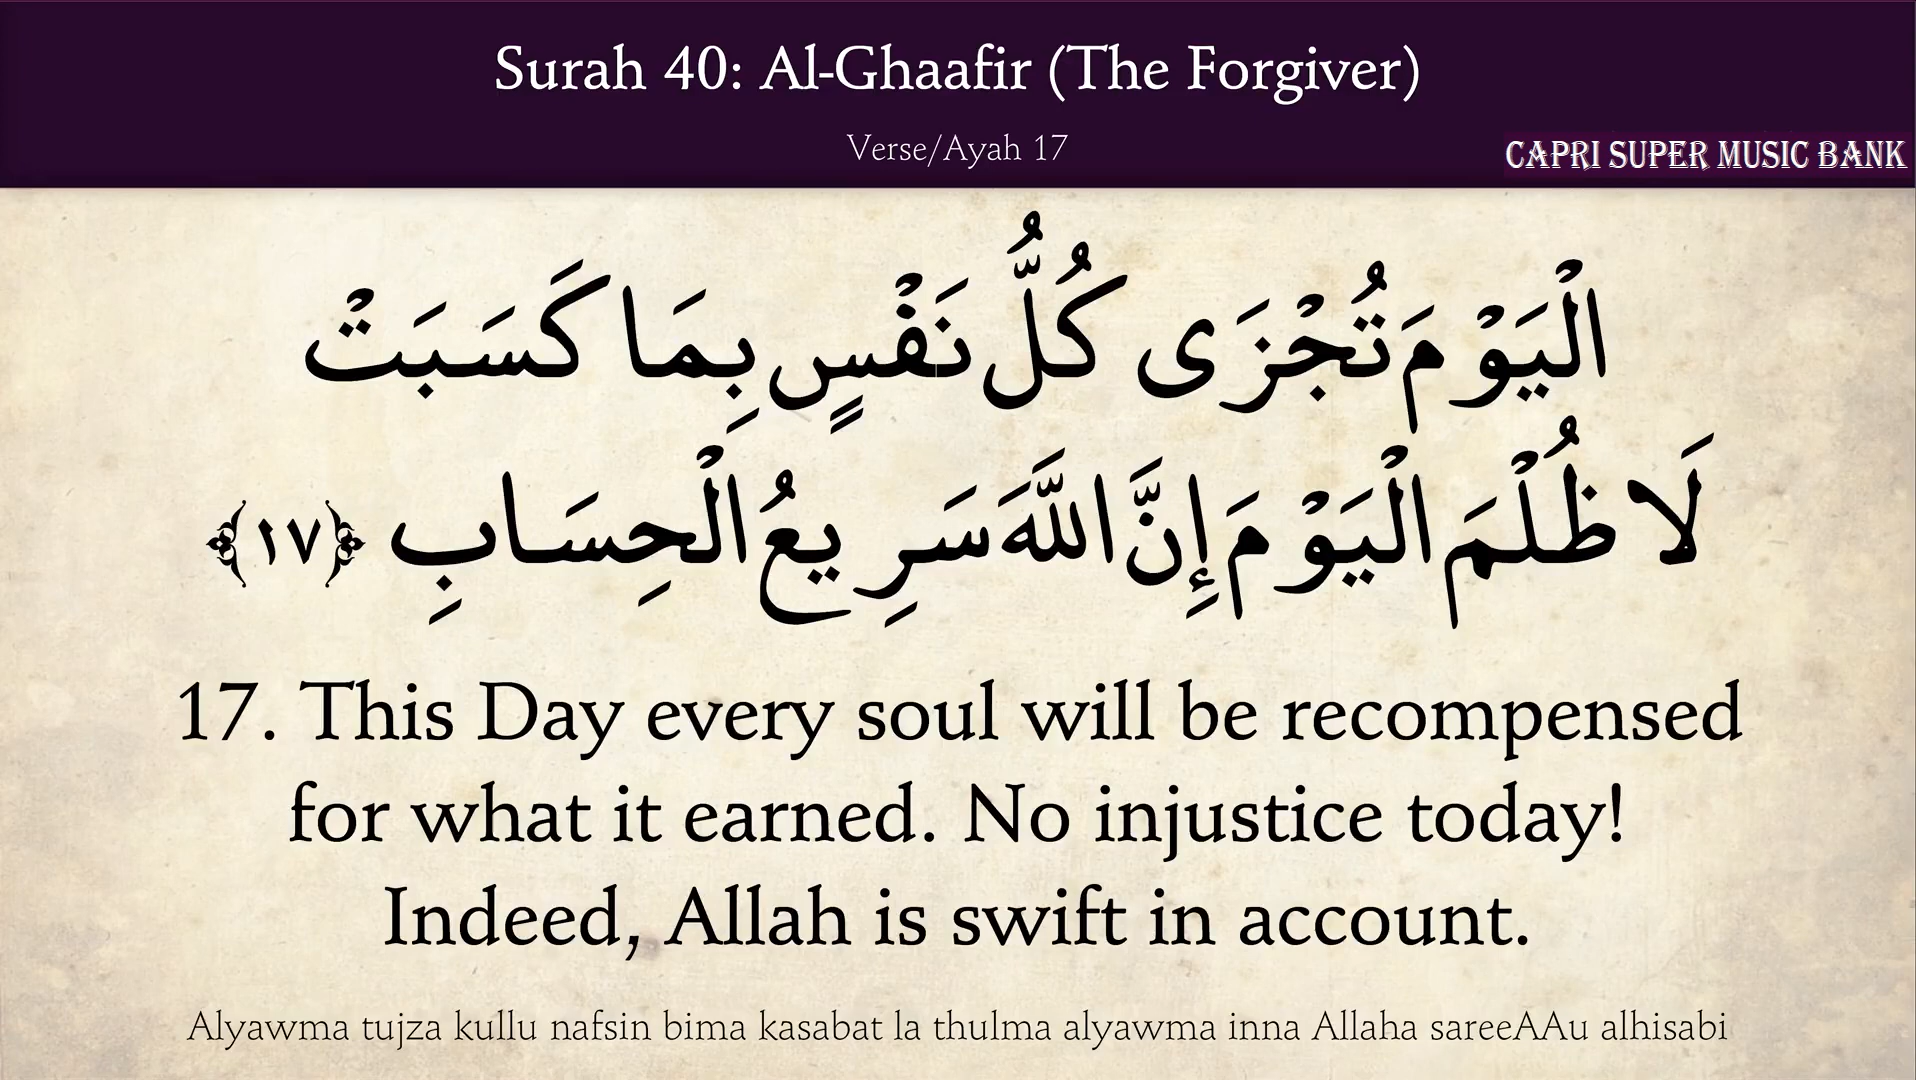 Surah 40: Al-Ghaafir (The Forgiver)
Verse/Ayah 17
CAPRI SUPER MUSIC BANK
الْيَوْمَ تُجْزَى كُلُّ نَفْسٍ بِمَا كَسَبَتْ
لَا ظُلْمَ الْيَوْمَ إِنَّ اللَّهَ سَرِيعُ الْحِسَابِ ﴿١٧﴾
17. This Day every soul will be recompensed
for what it earned. No injustice today!
Indeed, Allah is swift in account.
Alyawma tujza kullu nafsin bima kasabat la thulma alyawma inna Allaha sareeAAu alhisabi